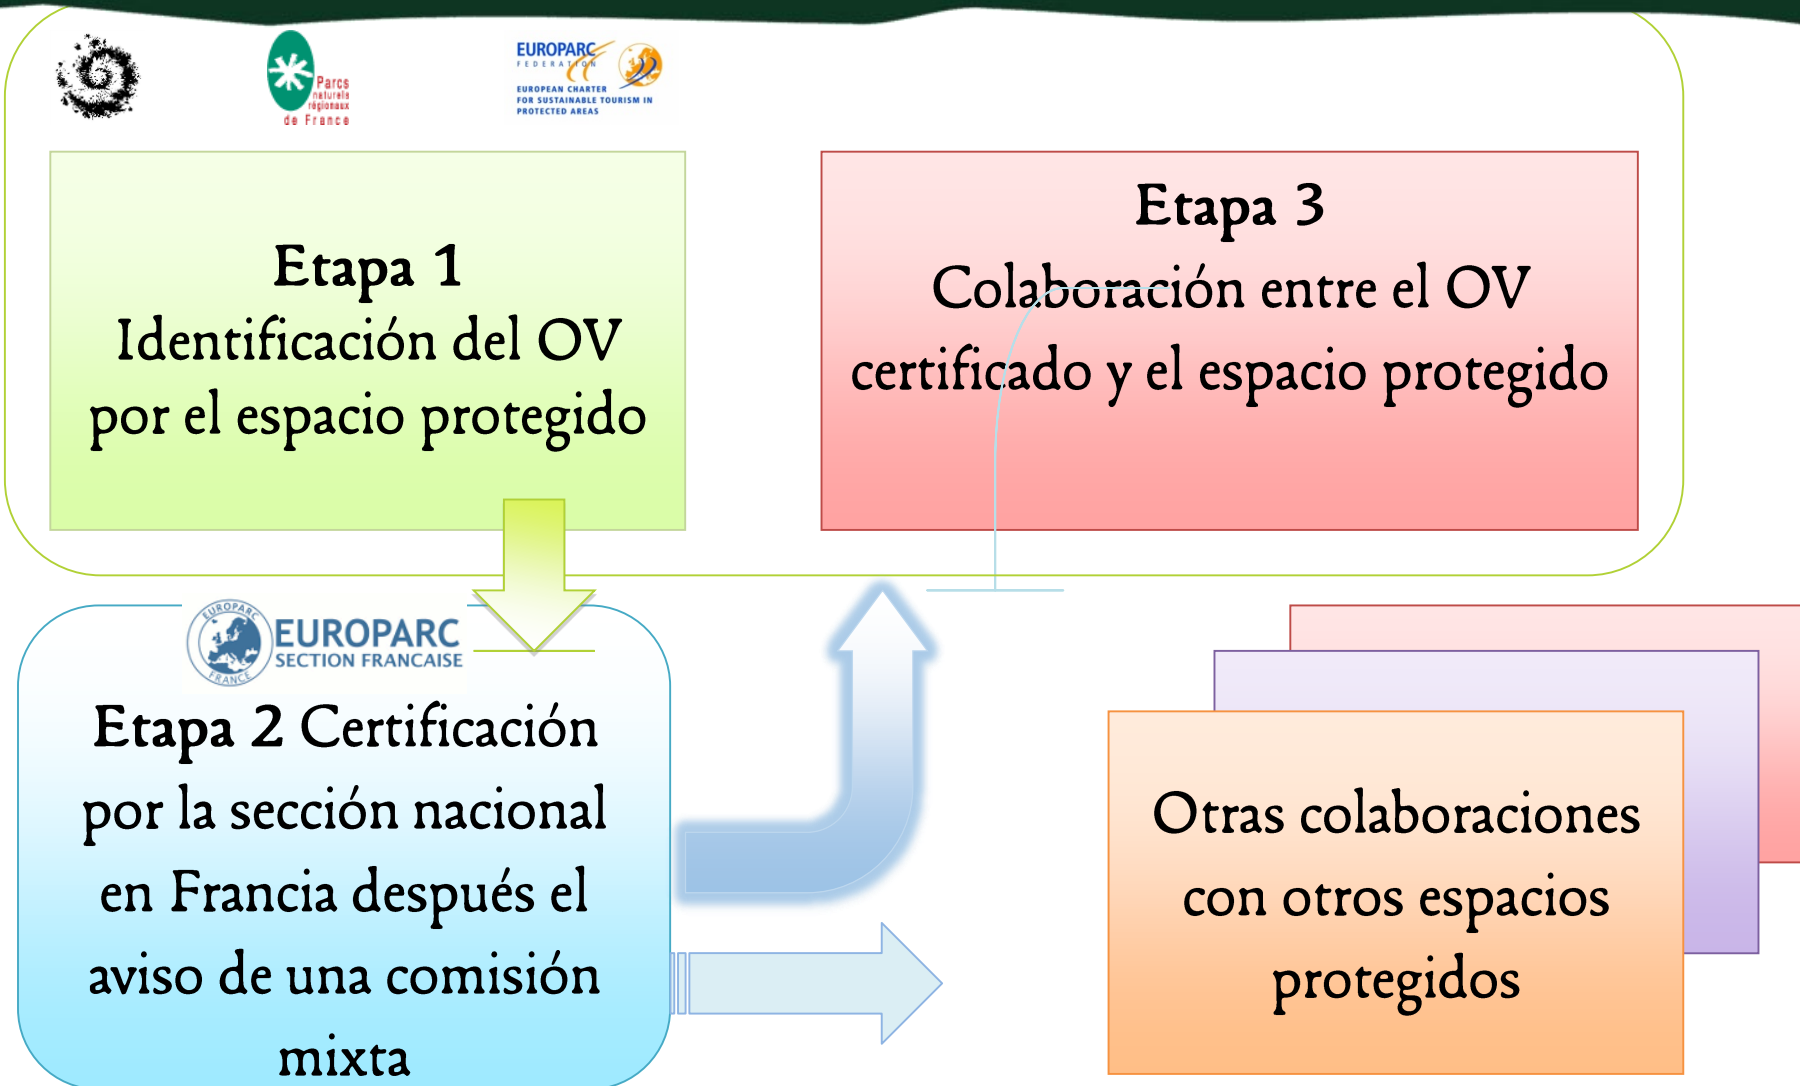 Parcs
naturels
régionaux
de France
EUROPARC
FEDERATION
EUROPEAN CHARTER
FOR SUSTAINABLE TOURISM IN
PROTECTED AREAS
Etapa 1
Identificación del OV
por el espacio protegido
Etapa 3
Colaboración entre el OV
certificado y el espacio protegido
EUROPARC
FRANCE
EUROPARC
SECTION FRANCAISE
Etapa 2 Certificación
por la sección nacional
en Francia después el
aviso de una comisión
mixta
Otras colaboraciones
con otros espacios
protegidos